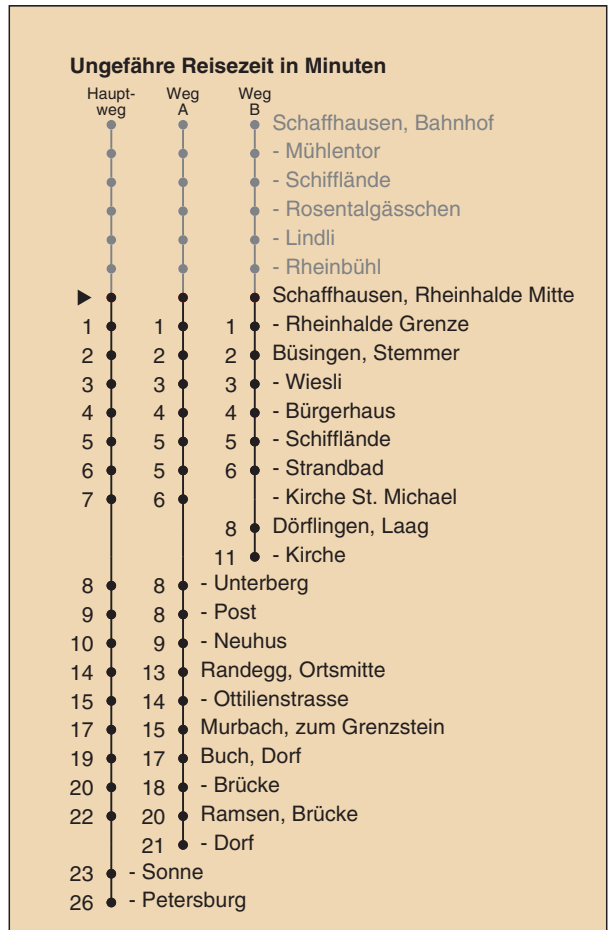 Ungefähre Reisezeit in Minuten
Haupt- Weg Weg
weg A B
Schaffhausen, Bahnhof
- Mühlentor
- Schifflände
- Rosentalgässchen
- Lindli
- Rheinbühl
Schaffhausen, Rheinhalde Mitte
1 1 1 - Rheinhalde Grenze
2 2 2 Büsingen, Stemmer
3 3 3 - Wiesli
4 4 4 - Bürgerhaus
5 5 5 - Schifflände
6 5 6 - Strandbad
7 6 - Kirche St. Michael
8 Dörflingen, Laag
11 - Kirche
8 8 - Unterberg
9 8 - Post
10 9 - Neuhus
14 13 Randegg, Ortsmitte
15 14 - Ottilienstrasse
17 15 Murbach, zum Grenzstein
19 17 Buch, Dorf
20 18 - Brücke
22 20 Ramsen, Brücke
21 - Dorf
23 - Sonne
26 - Petersburg